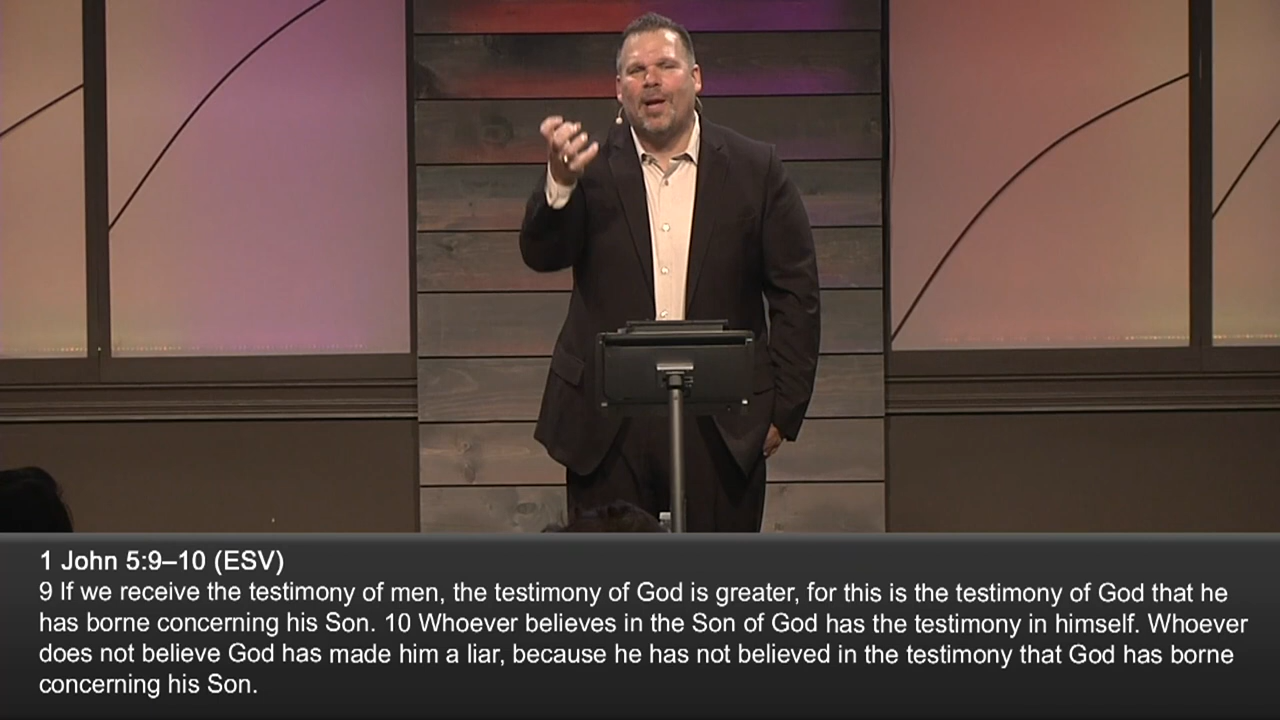 1 John 5:9–10 (ESV)
9 If we receive the testimony of men, the testimony of God is greater, for this is the testimony of God that he
has borne concerning his Son. 10 Whoever believes in the Son of God has the testimony in himself. Whoever
does not believe God has made him a liar, because he has not believed in the testimony that God has borne
concerning his Son.